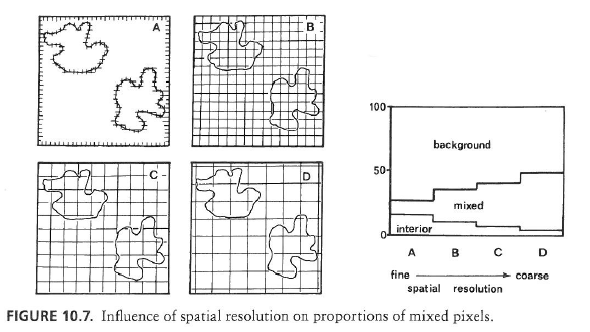 A
B
C
D
100
background
50
mixed
interior
0
A B C D
fine coarse
spatial resolution
FIGURE 10.7. Influence of spatial resolution on proportions of mixed pixels.